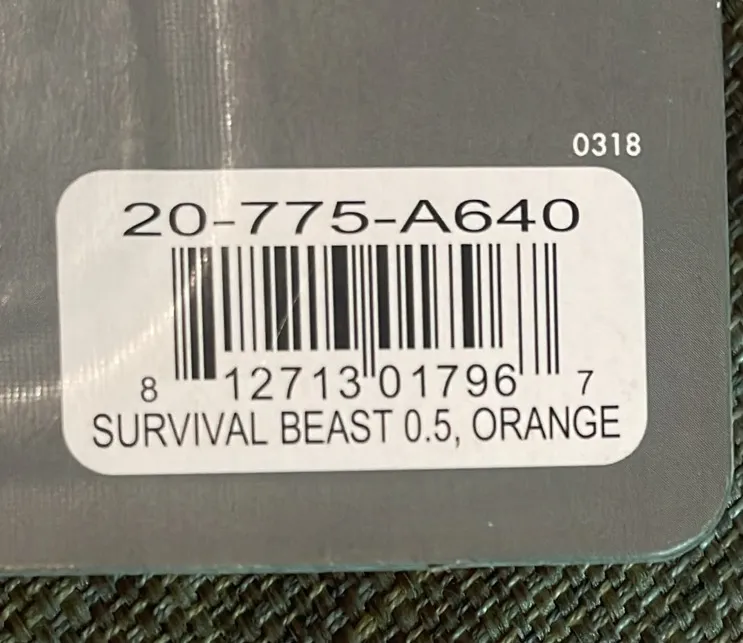 0318
20-775-A640
8 12713 01796 7
SURVIVAL BEAST 0.5, ORANGE